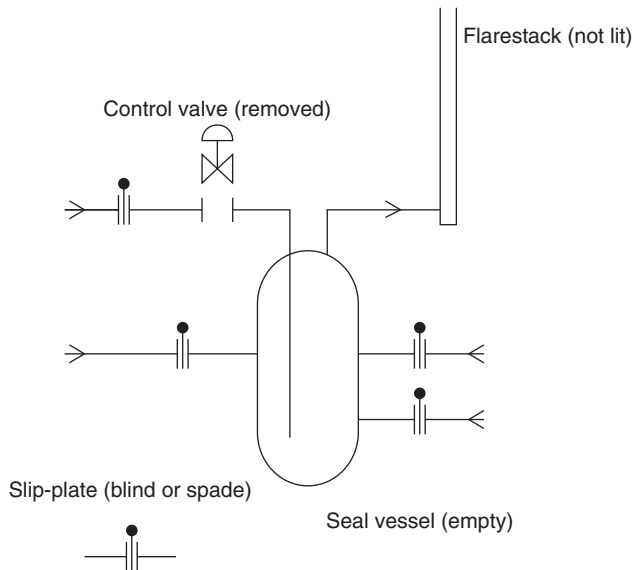 Flarestack (not lit)
Control valve (removed)
Slip-plate (blind or spade)
Seal vessel (empty)